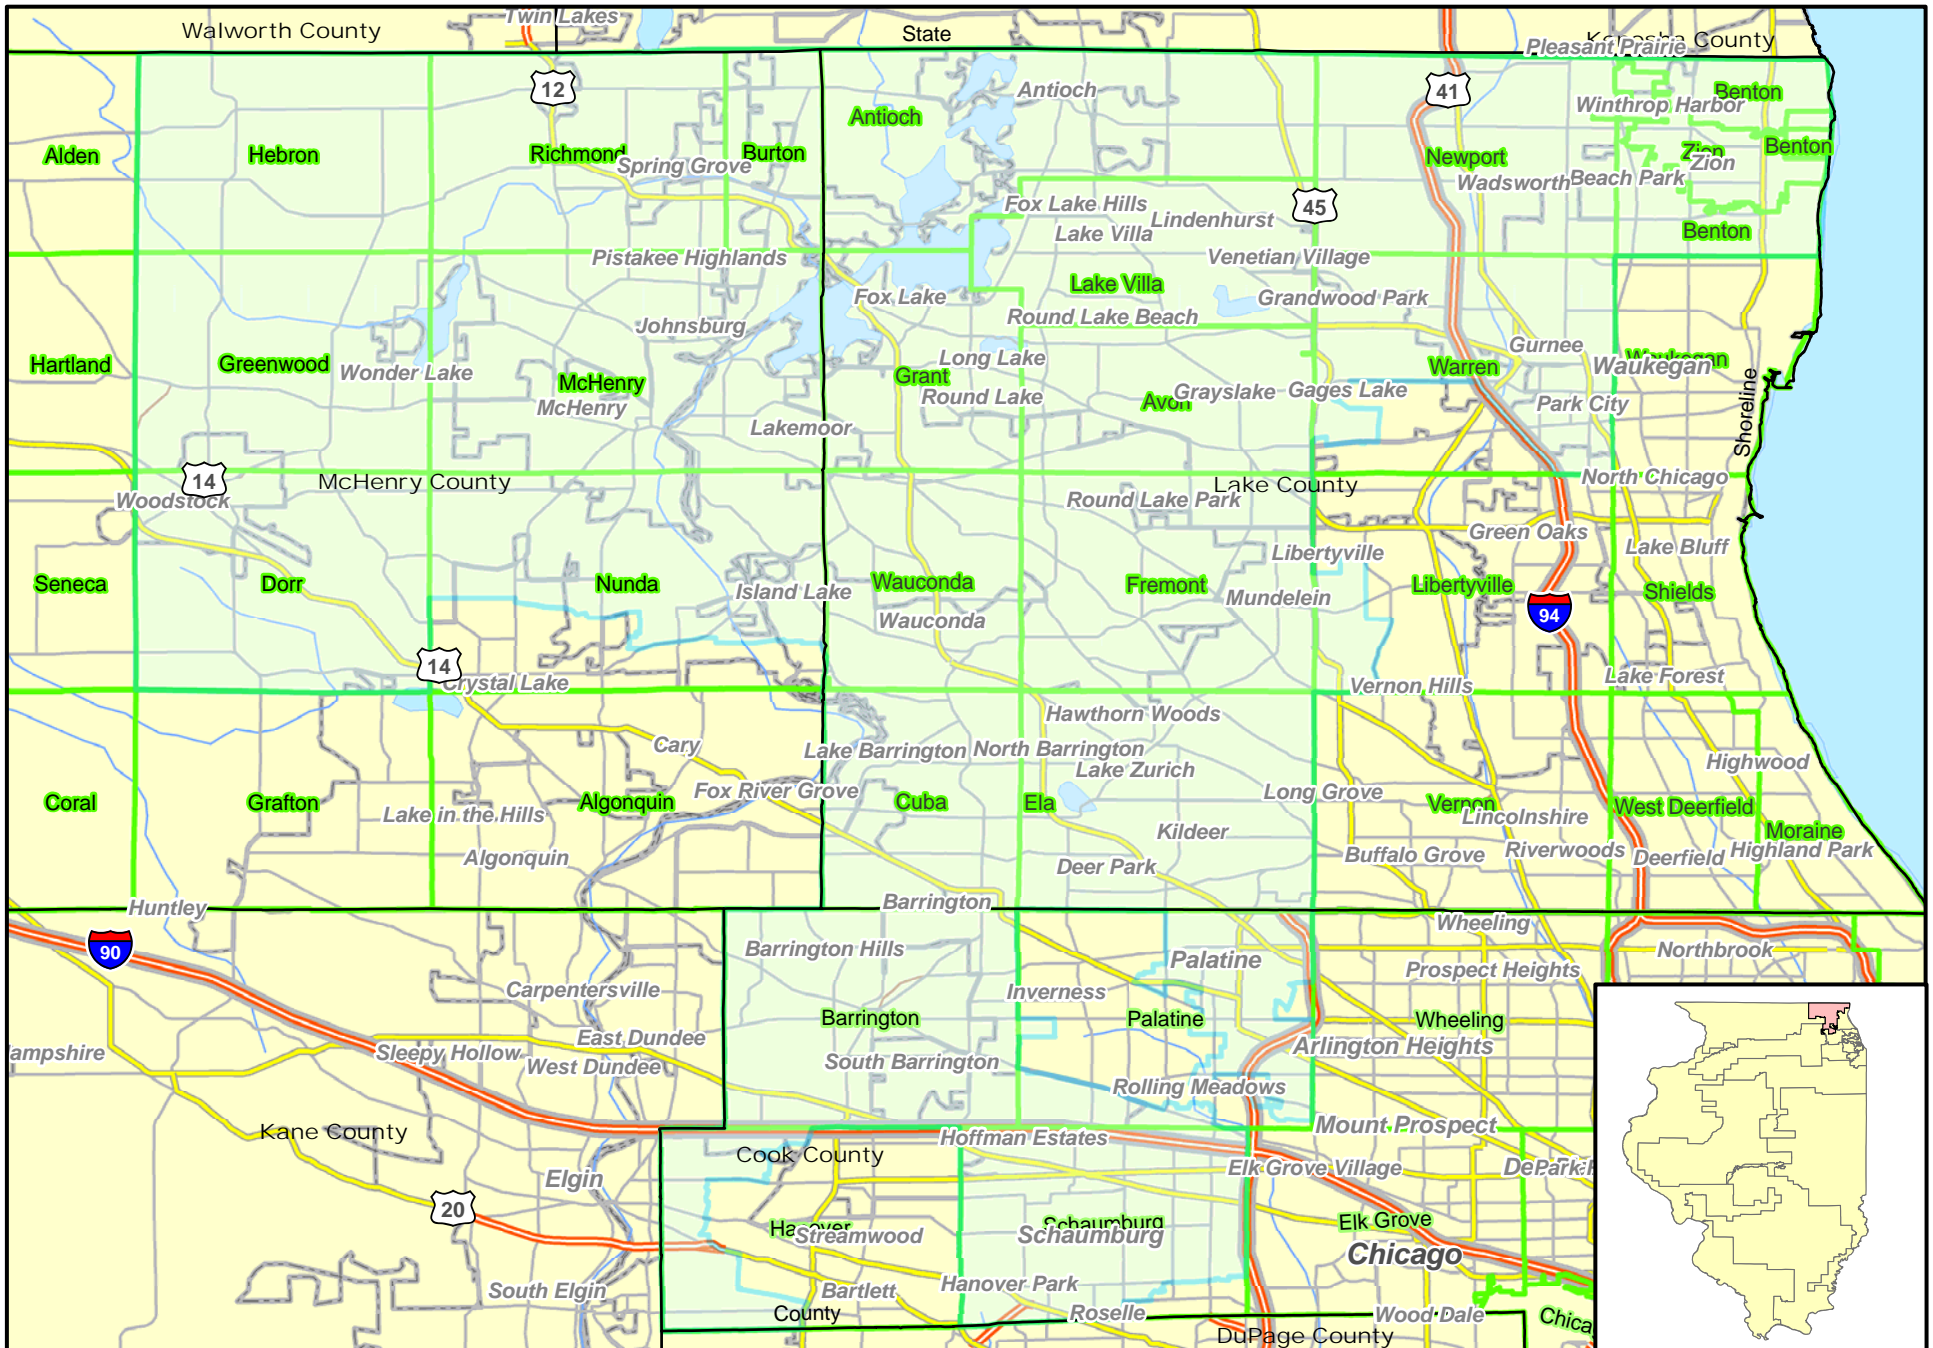 Twin Lakes
Walworth County
State
Kenosha County
Pleasant Prairie
12
41
Antioch
Antioch
Benton
Winthrop Harbor
Alden
Hebron
Richmond
Burton
Spring Grove
Newport
Zion
Zion
Benton
Wadsworth
Beach Park
45
Fox Lake Hills
Lindenhurst
Lake Villa
Benton
Pistakee Highlands
Venetian Village
Lake Villa
Fox Lake
Grandwood Park
Round Lake Beach
Johnsburg
Gurnee
Hartland
Greenwood
Wonder Lake
Long Lake
Warren
Waukegan
Waukegan
McHenry
McHenry
Grant
Round Lake
Avon
Grayslake
Gages Lake
Park City
Shoreline
Lakemoor
14
McHenry County
Lake County
North Chicago
Woodstock
Round Lake Park
Green Oaks
Lake Bluff
Libertyville
Seneca
Dorr
Nunda
Island Lake
Wauconda
Fremont
Mundelein
Libertyville
Shields
94
Wauconda
14
Crystal Lake
Vernon Hills
Lake Forest
Hawthorn Woods
Cary
Lake Barrington
North Barrington
Lake Zurich
Highwood
Coral
Grafton
Lake in the Hills
Algonquin
Fox River Grove
Cuba
Ela
Long Grove
Vernon
Lincolnshire
West Deerfield
Kildeer
Moraine
Algonquin
Deer Park
Buffalo Grove
Riverwoods
Deerfield
Highland Park
Huntley
Barrington
Wheeling
90
Barrington Hills
Palatine
Northbrook
Prospect Heights
Carpentersville
Inverness
Barrington
Palatine
Wheeling
East Dundee
Arlington Heights
ampshire
Sleepy Hollow
West Dundee
South Barrington
Rolling Meadows
Kane County
Hoffman Estates
Mount Prospect
Cook County
Elk Grove Village
Elgin
20
Hanover
Streamwood
Schaumburg
Schaumburg
Elk Grove
Chicago
South Elgin
Bartlett
Hanover Park
County
Roselle
Wood Dale
Chica
DuPage County